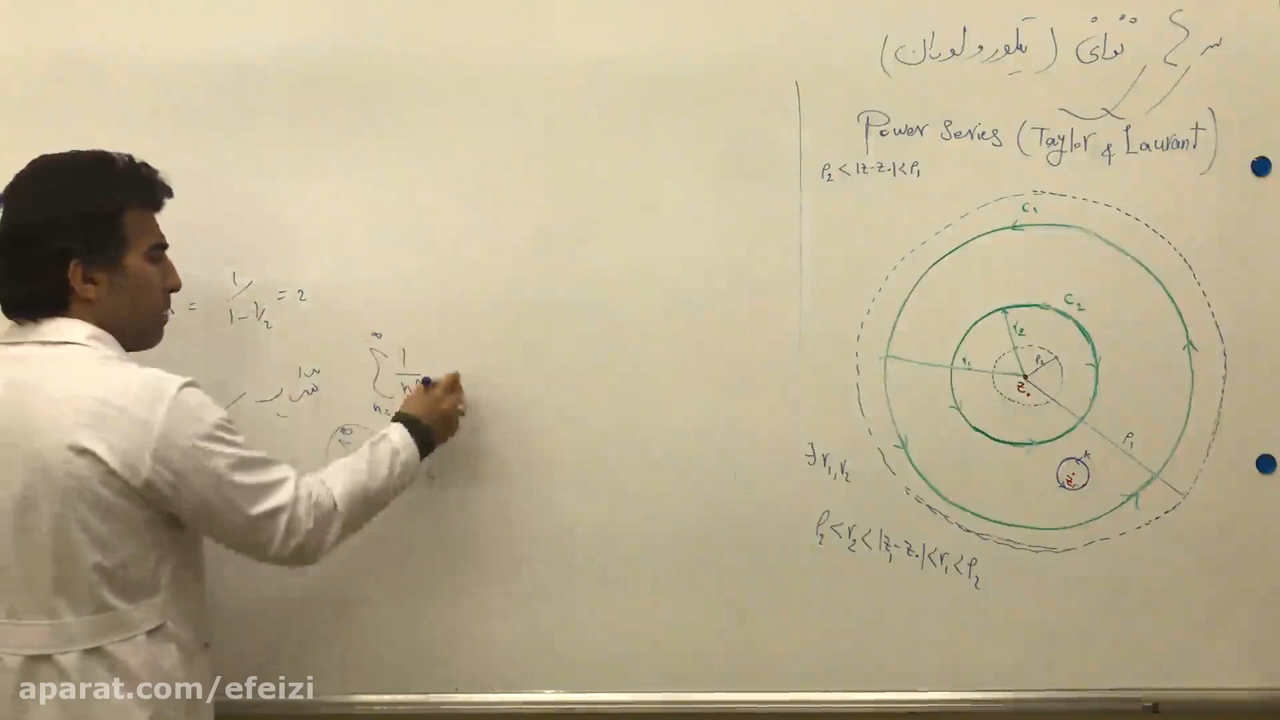 سری توانی (تیلور و لوران)
Power Series (Taylor & Laurant)
ρ₂ < |z-z₀| < ρ₁
C₁
C₂
r₂
r₁
ρ₂
z₀
ρ₁
k
z₁
∃ r₁, r₂
ρ₂ < r₂ < |z₁-z₀| < r₁ < ρ₂
= 1/(1-1/2) = 2
∞
Σ 1/n
n=
aparat.com/efeizi